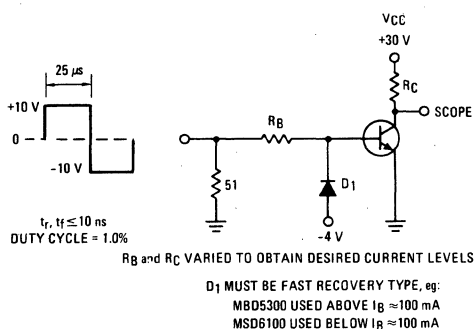 VCC
+30 V
25 μs
+10 V
0
-10 V
RC
SCOPE
RB
51
D1
-4 V
tr, tf ≤ 10 ns
DUTY CYCLE = 1.0%
RB and RC VARIED TO OBTAIN DESIRED CURRENT LEVELS
D1 MUST BE FAST RECOVERY TYPE, eg:
MBD5300 USED ABOVE IB ≈100 mA
MSD6100 USED BELOW IB ≈100 mA